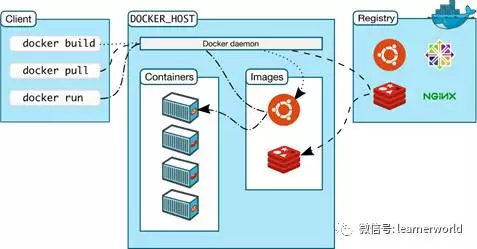 Client
docker build
docker pull
docker run
DOCKER_HOST
Docker daemon
Containers
Images
Registry
NGINX
微信号: learnerworld